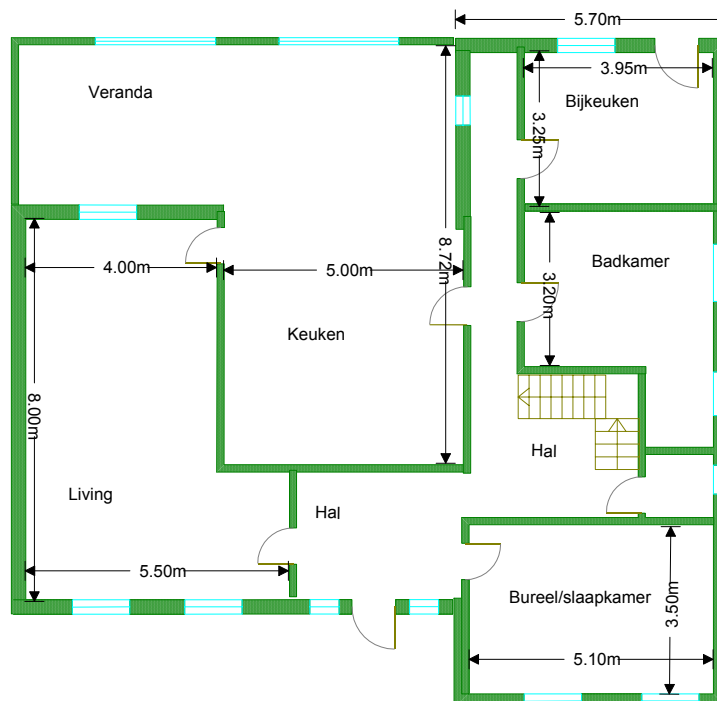 5.70m
3.95m
Veranda
Bijkeuken
3.25m
8.72m
4.00m
5.00m
Badkamer
3.20m
Keuken
8.00m
Hal
Living
Hal
5.50m
Bureel/slaapkamer
3.50m
5.10m